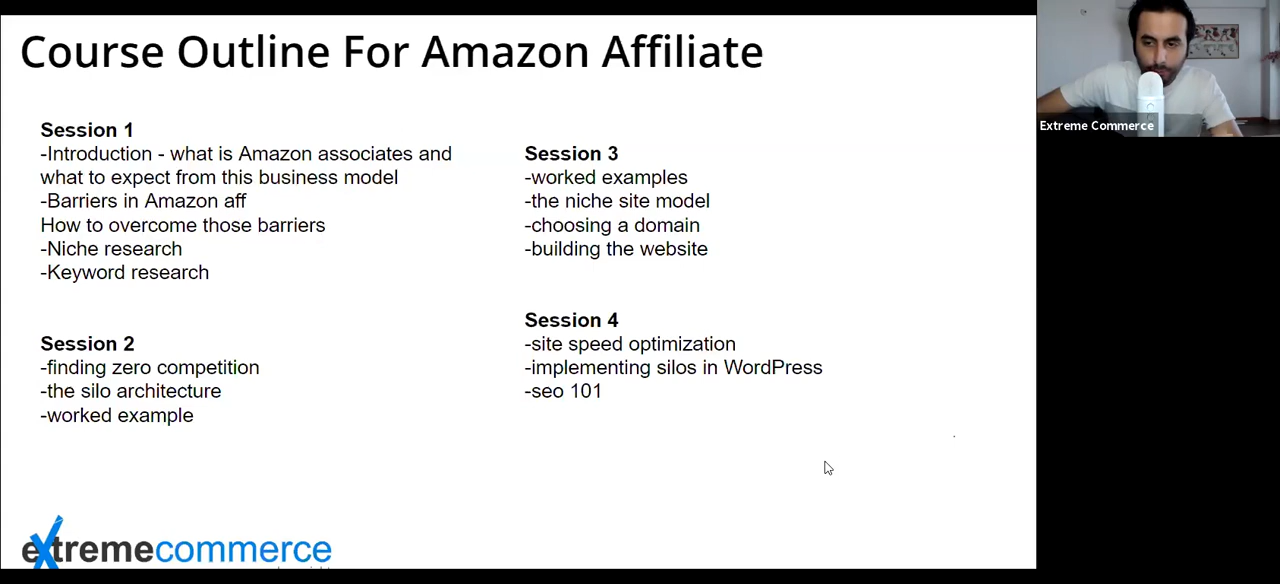 Course Outline For Amazon Affiliate
Session 1
-Introduction - what is Amazon associates and
what to expect from this business model
-Barriers in Amazon aff
How to overcome those barriers
-Niche research
-Keyword research
Session 2
-finding zero competition
-the silo architecture
-worked example
Session 3
-worked examples
-the niche site model
-choosing a domain
-building the website
Session 4
-site speed optimization
-implementing silos in WordPress
-seo 101
extremecommerce
Extreme Commerce